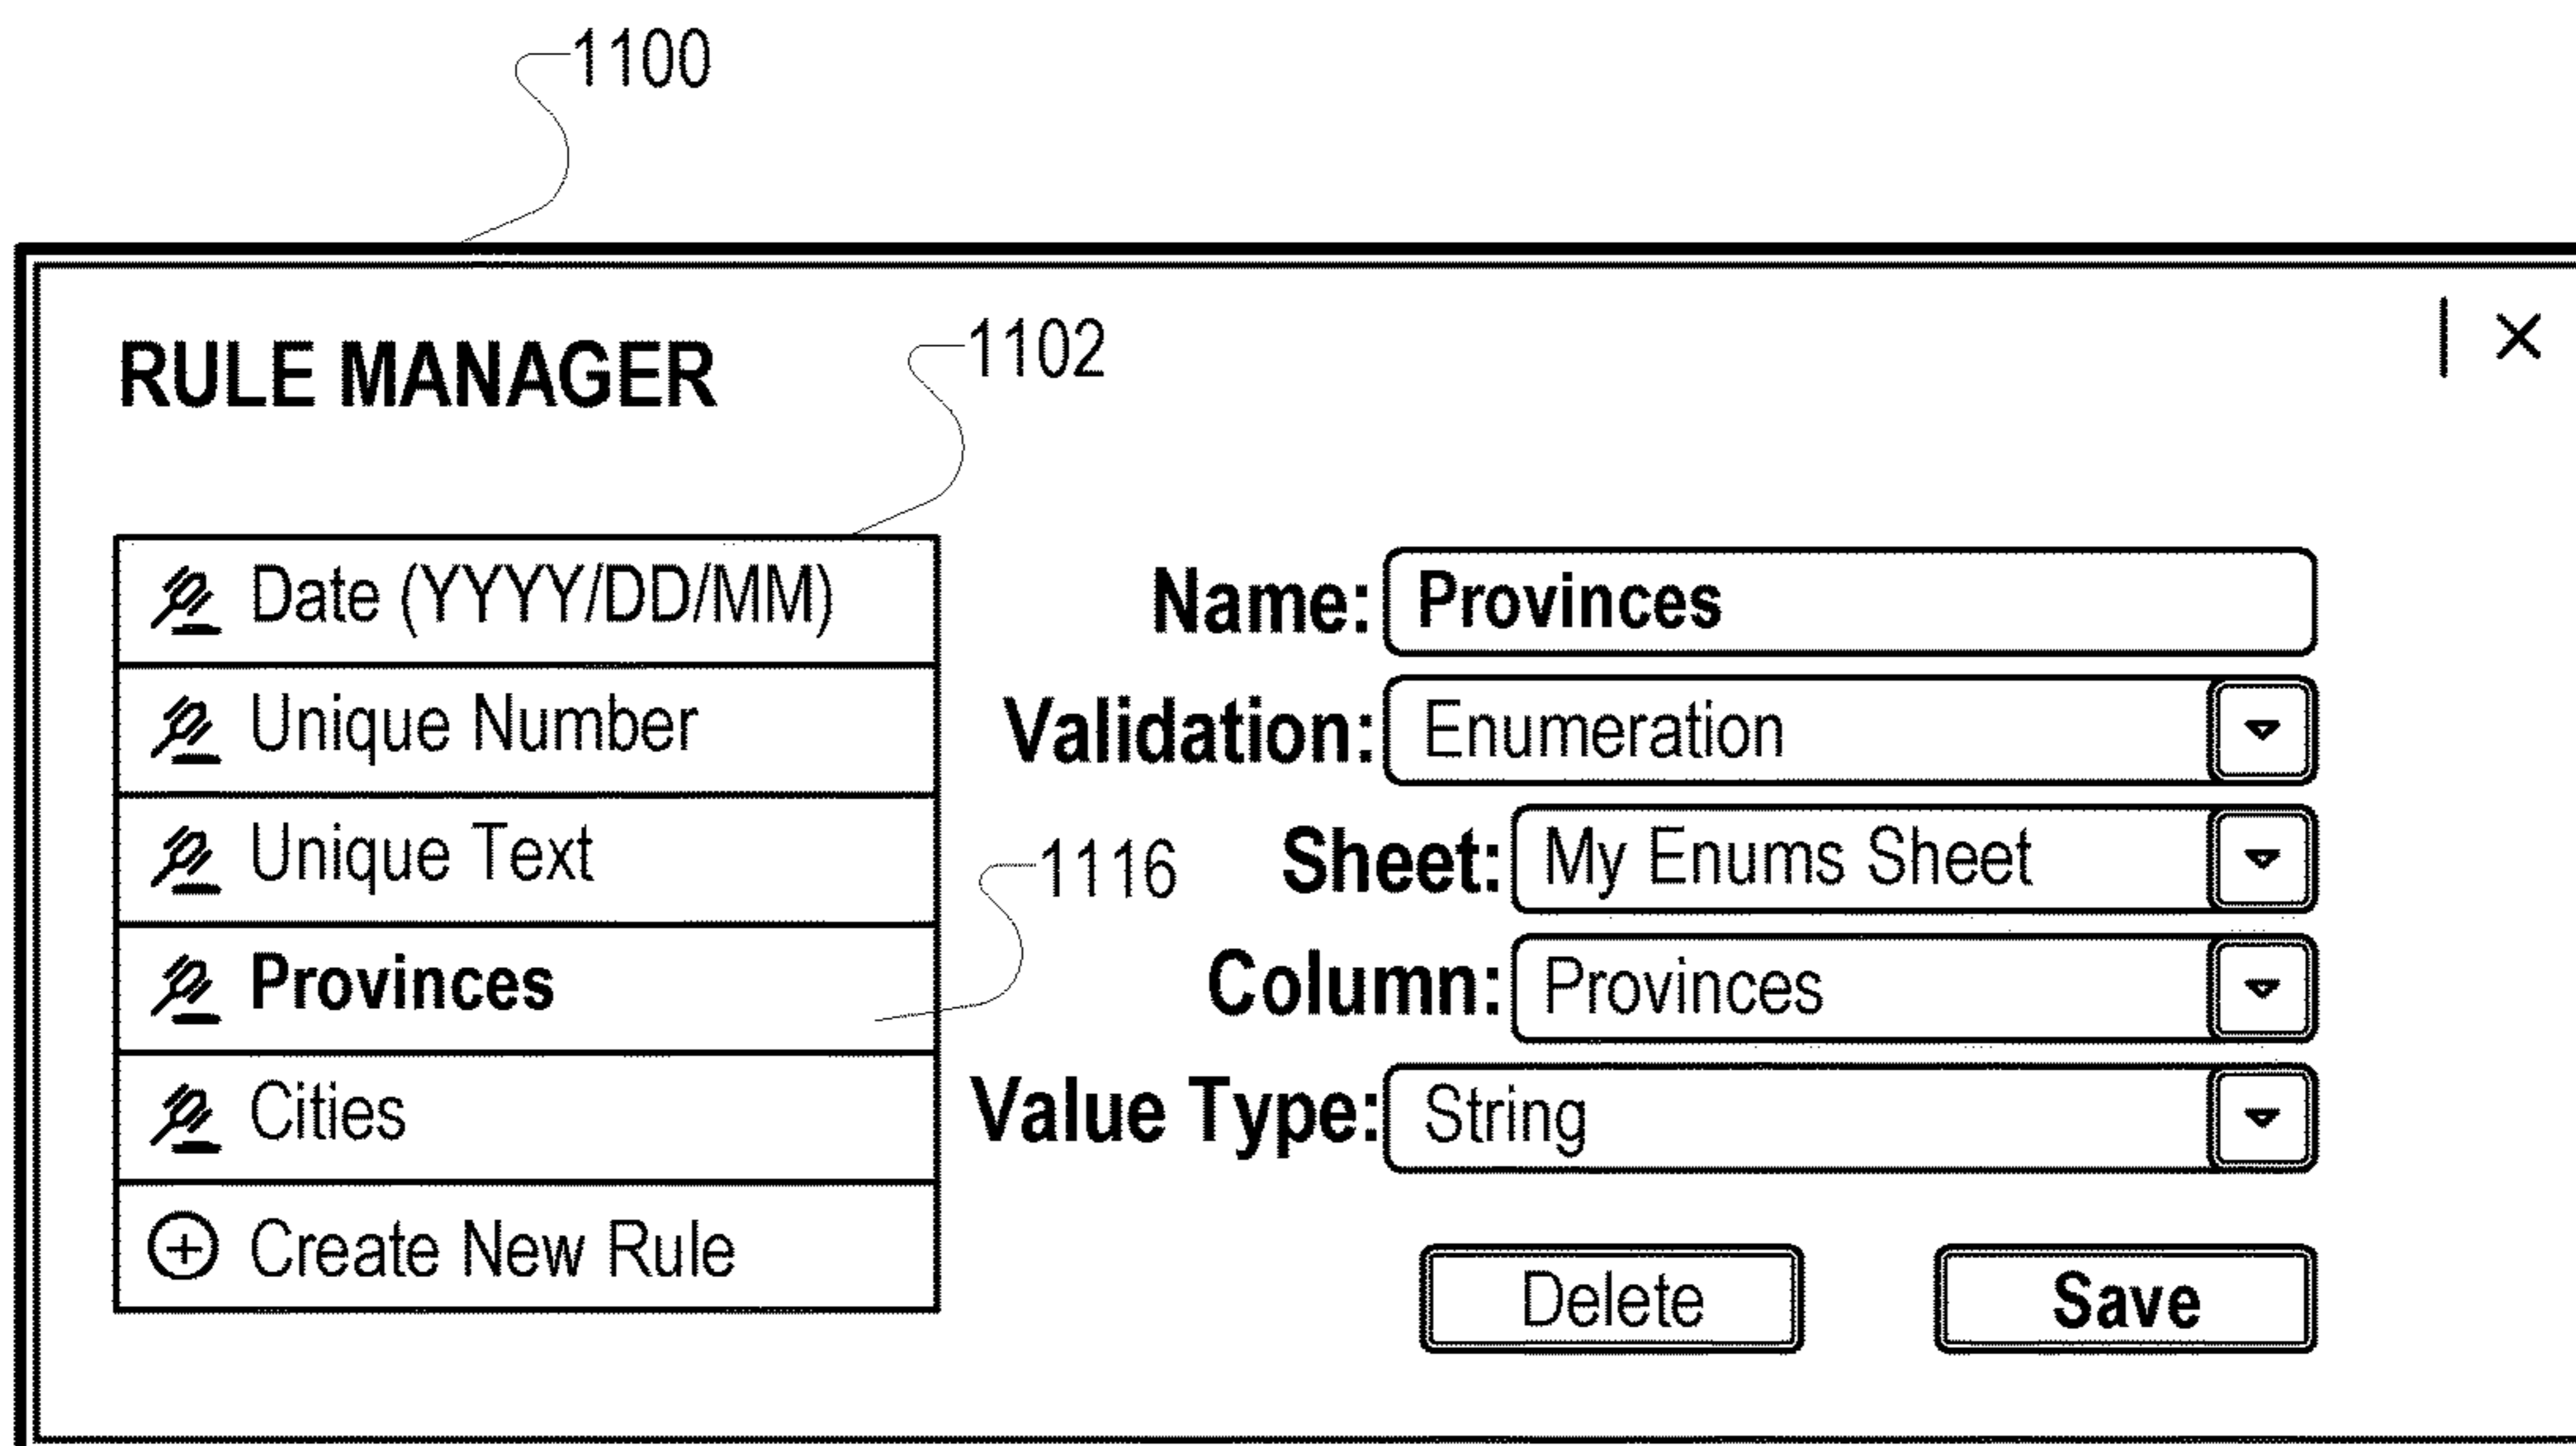 1100
RULE MANAGER
1102
×
Date (YYYY/DD/MM)
Unique Number
Unique Text
1116
Provinces
Cities
Create New Rule
Name: Provinces
Validation: Enumeration
Sheet: My Enums Sheet
Column: Provinces
Value Type: String
Delete Save